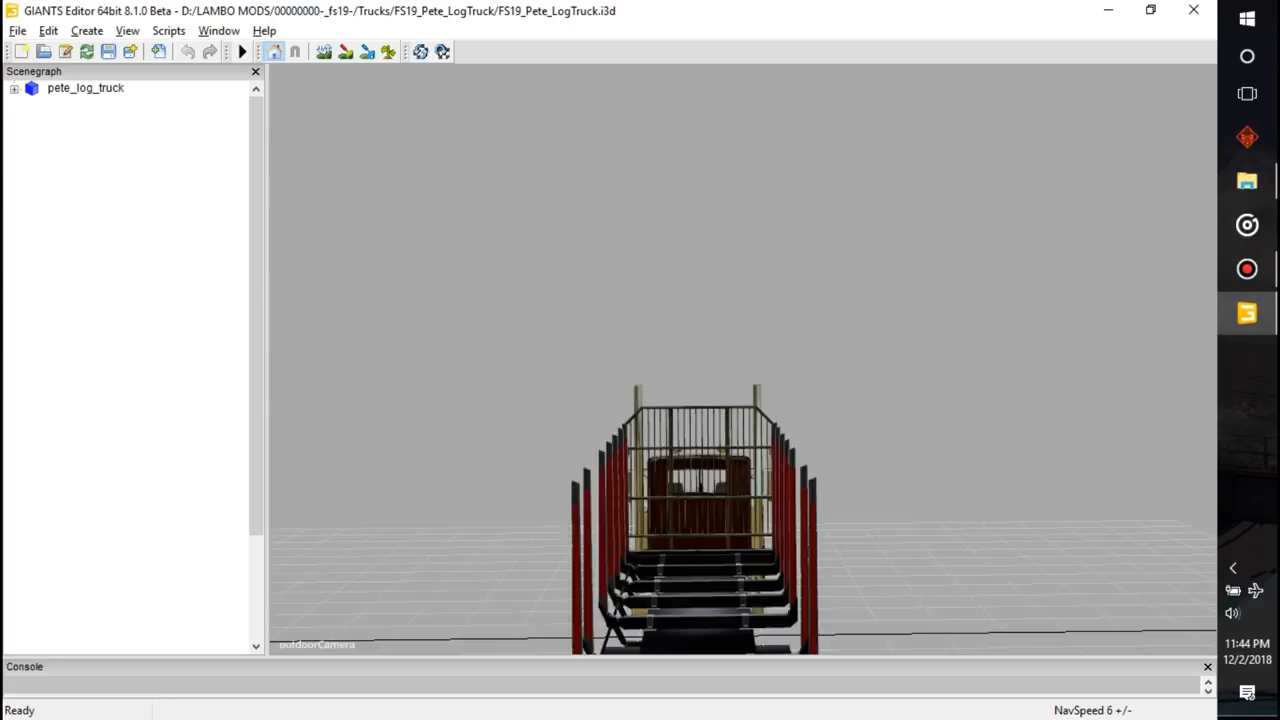 GIANTS Editor 64bit 8.1.0 Beta - D:/LAMBO MODS/00000000-_fs19-/Trucks/FS19_Pete_LogTruck/FS19_Pete_LogTruck.i3d
File Edit Create View Scripts Window Help
Scenegraph
pete_log_truck
outdoorCamera
Console
Ready
NavSpeed 6 +/-
11:44 PM
12/2/2018